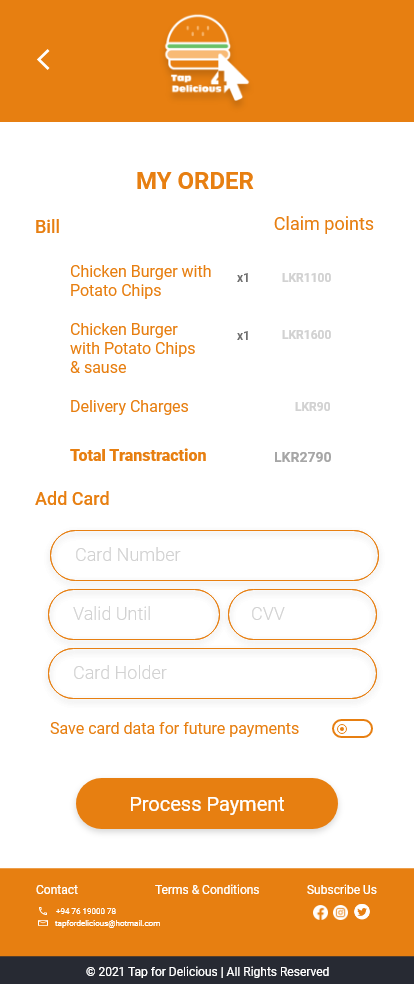 Tap
Delicious
MY ORDER
Bill
Claim points
Chicken Burger with
Potato Chips
x1
LKR1100
Chicken Burger
with Potato Chips
& sause
x1
LKR1600
Delivery Charges
LKR90
Total Transtraction
LKR2790
Add Card
Card Number
Valid Until
CVV
Card Holder
Save card data for future payments
Process Payment
Contact
Terms & Conditions
Subscribe Us
+94 76 19000 78
tapfordelicious@hotmail.com
© 2021 Tap for Delicious | All Rights Reserved